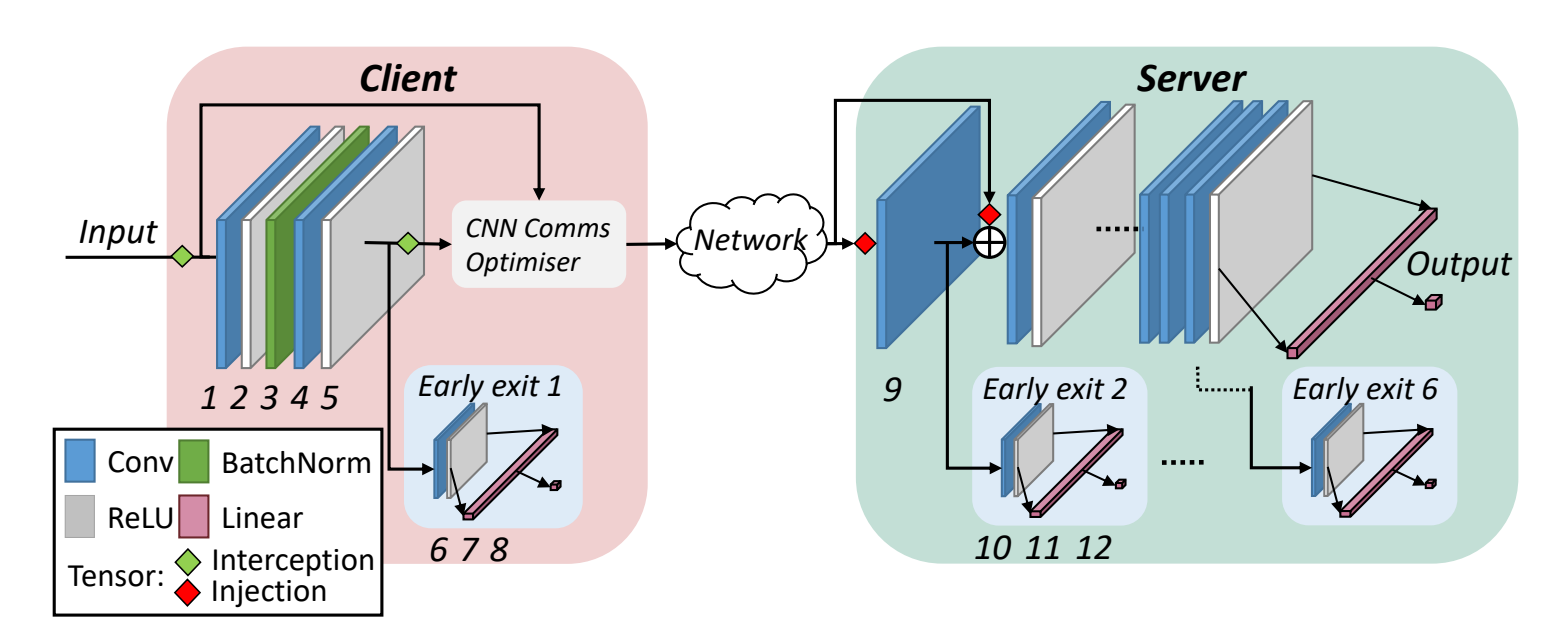 Client
Server
Input
CNN Comms
Optimiser
Network
Output
1 2 3 4 5
9
Early exit 1
Early exit 2
Early exit 6
6 7 8
10 11 12
Conv BatchNorm
ReLU Linear
Tensor:
Interception
Injection